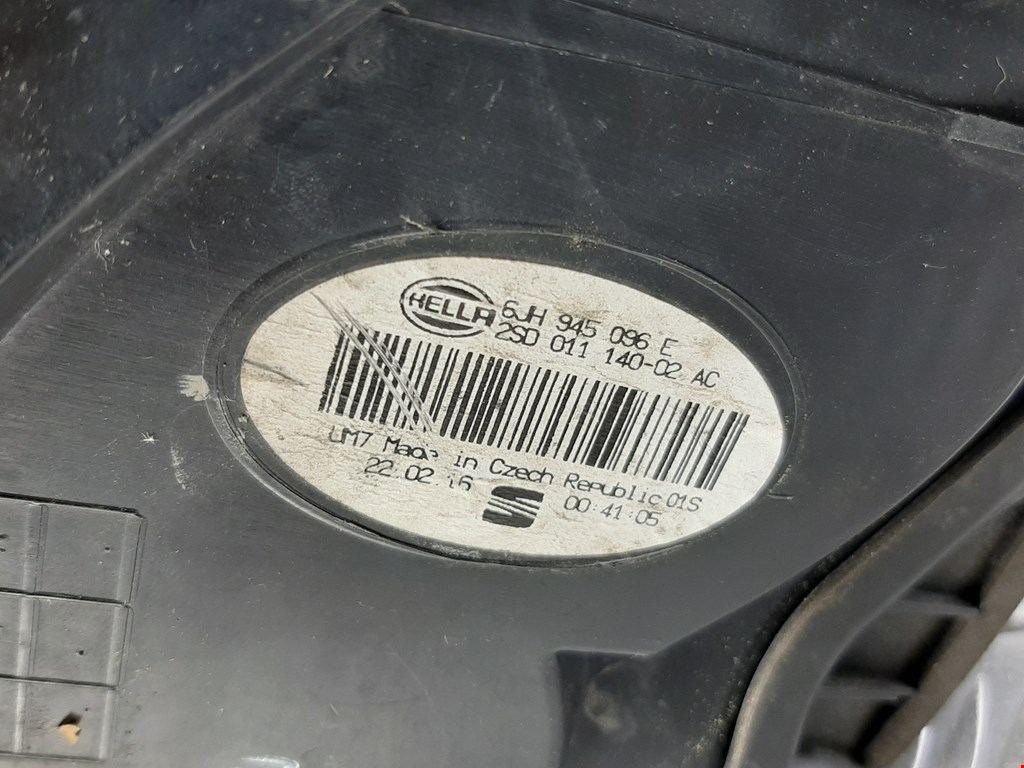 HELLA
6JH 945 096 E
2SD 011 140-02 AC
UM7 Made in Czech Republic 01S
22.02.16
00:41:05